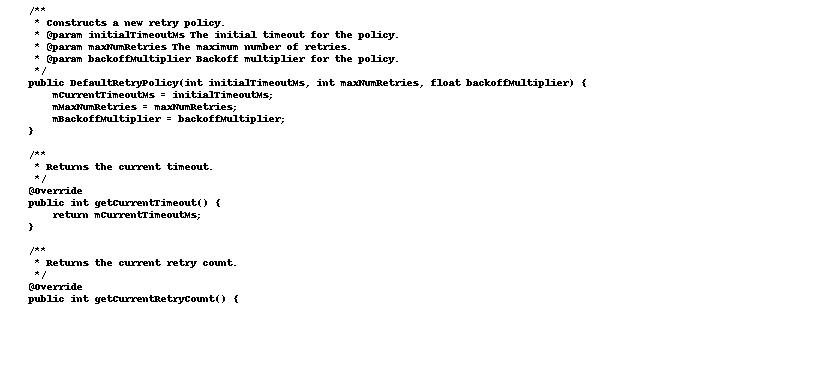 /**
 * Constructs a new retry policy.
 * @param initialTimeoutMs The initial timeout for the policy.
 * @param maxNumRetries The maximum number of retries.
 * @param backoffMultiplier Backoff multiplier for the policy.
 */
public DefaultRetryPolicy(int initialTimeoutMs, int maxNumRetries, float backoffMultiplier) {
    mCurrentTimeoutMs = initialTimeoutMs;
    mMaxNumRetries = maxNumRetries;
    mBackoffMultiplier = backoffMultiplier;
}

/**
 * Returns the current timeout.
 */
@Override
public int getCurrentTimeout() {
    return mCurrentTimeoutMs;
}

/**
 * Returns the current retry count.
 */
@Override
public int getCurrentRetryCount() {